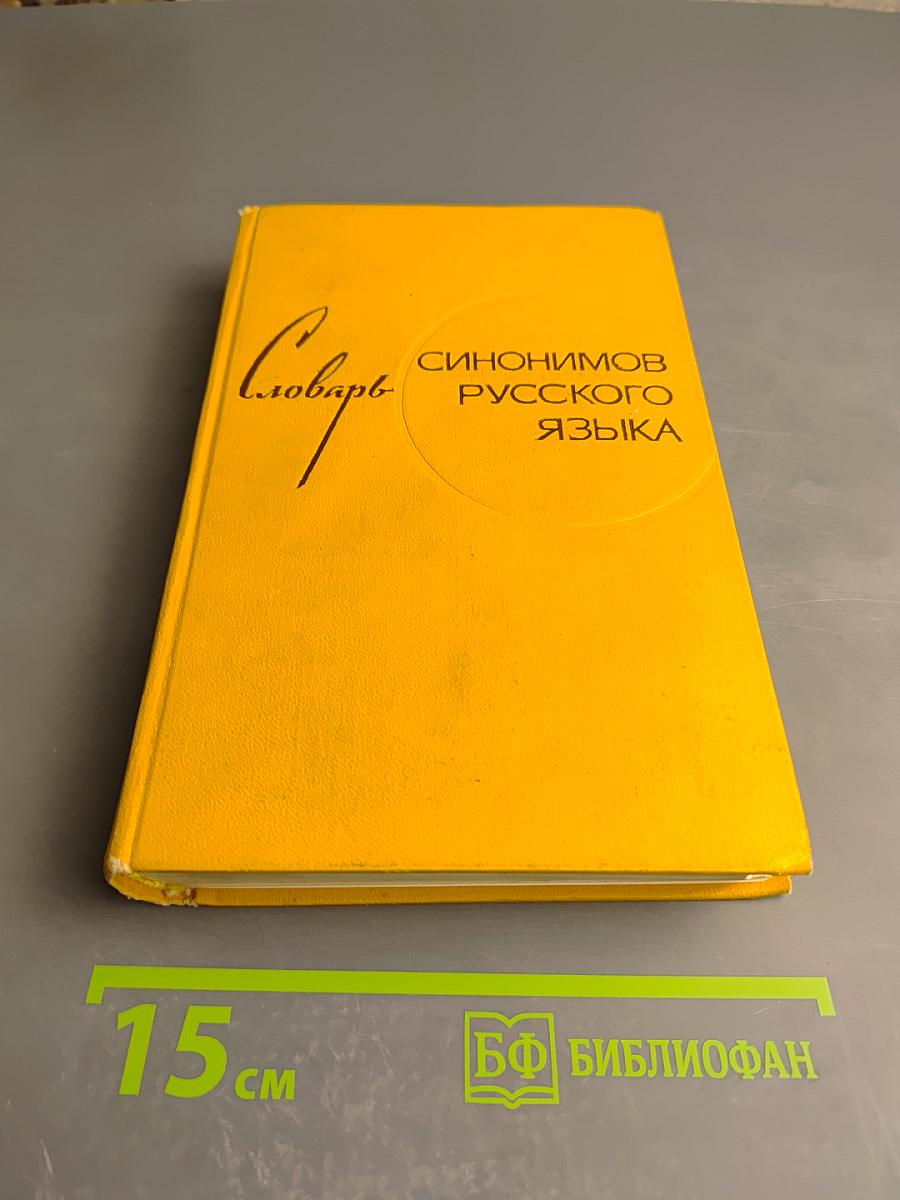 Словарь
СИНОНИМОВ
РУССКОГО
ЯЗЫКА
15 см
БФ БИБЛИОФАН